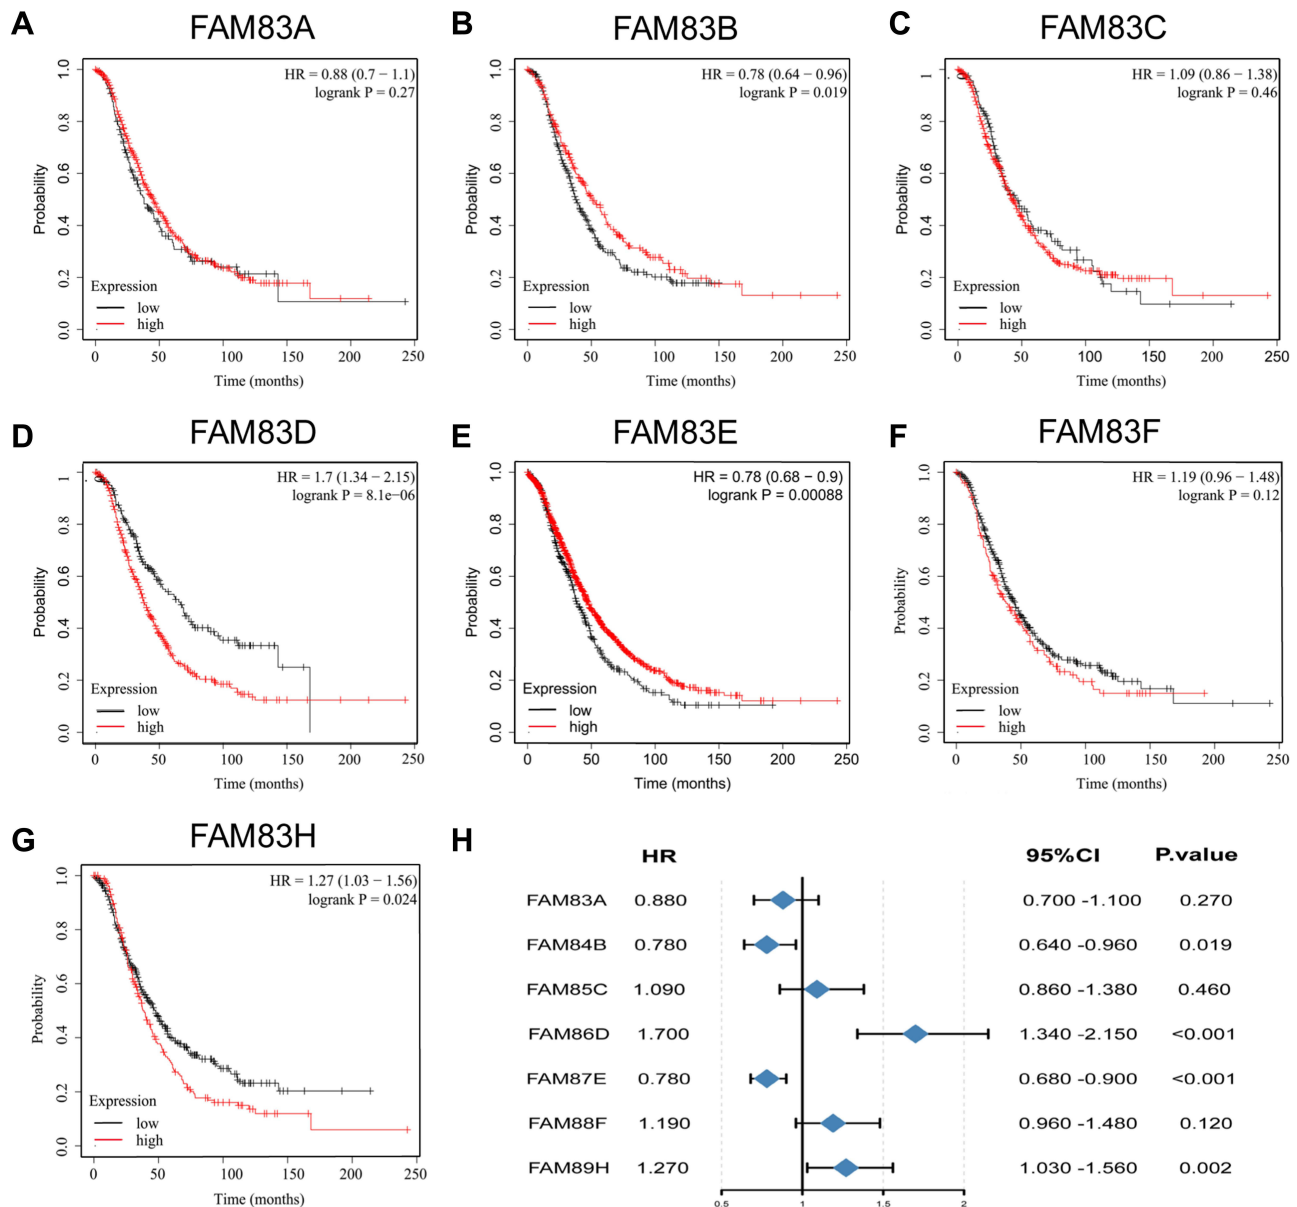 A
FAM83A
HR = 0.88 (0.7 − 1.1)
logrank P = 0.27
Probability
1.0
0.8
0.6
0.4
0.2
0.0
Expression
low
high
0 50 100 150 200 250
Time (months)
B
FAM83B
HR = 0.78 (0.64 − 0.96)
logrank P = 0.019
Probability
1.0
0.8
0.6
0.4
0.2
0.0
Expression
low
high
0 50 100 150 200 250
Time (months)
C
FAM83C
HR = 1.09 (0.86 − 1.38)
logrank P = 0.46
Probability
1
0.8
0.6
0.4
0.2
0.0
Expression
low
high
0 50 100 150 200 250
Time (months)
D
FAM83D
HR = 1.7 (1.34 − 2.15)
logrank P = 8.1e−06
Probability
1
0.8
0.6
0.4
0.2
0.0
Expression
low
high
0 50 100 150 200 250
Time (months)
E
FAM83E
HR = 0.78 (0.68 − 0.9)
logrank P = 0.00088
Probability
1.0
0.8
0.6
0.4
0.2
0.0
Expression
low
high
0 50 100 150 200 250
Time (months)
F
FAM83F
HR = 1.19 (0.96 − 1.48)
logrank P = 0.12
Probability
1.0
0.8
0.6
0.4
0.2
0.0
Expression
low
high
0 50 100 150 200 250
Time (months)
G
FAM83H
HR = 1.27 (1.03 − 1.56)
logrank P = 0.024
Probability
1.0
0.8
0.6
0.4
0.2
0.0
Expression
low
high
0 50 100 150 200 250
Time (months)
H
HR 95%CI P.value
FAM83A 0.880 0.700 -1.100 0.270
FAM84B 0.780 0.640 -0.960 0.019
FAM85C 1.090 0.860 -1.380 0.460
FAM86D 1.700 1.340 -2.150 <0.001
FAM87E 0.780 0.680 -0.900 <0.001
FAM88F 1.190 0.960 -1.480 0.120
FAM89H 1.270 1.030 -1.560 0.002
0.5 1 1.5 2